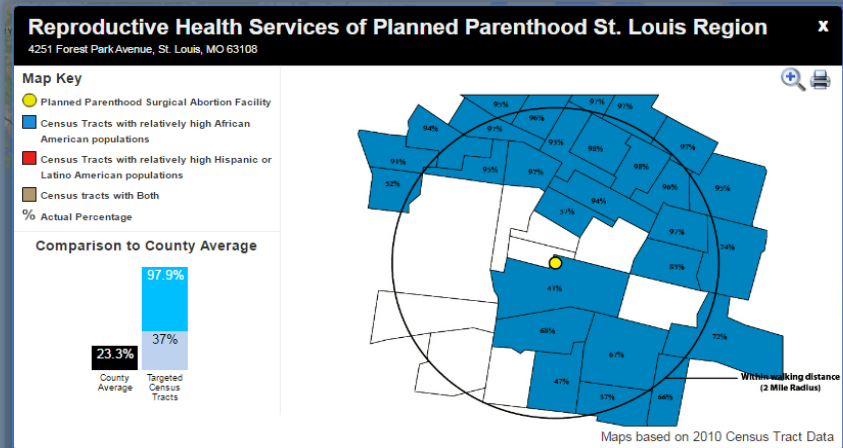 Reproductive Health Services of Planned Parenthood St. Louis Region
x
4251 Forest Park Avenue, St. Louis, MO 63108
Map Key
Planned Parenthood Surgical Abortion Facility
Census Tracts with relatively high African
American populations
Census Tracts with relatively high Hispanic or
Latino American populations
Census tracts with Both
% Actual Percentage
Comparison to County Average
97.9%
37%
23.3%
County
Average
Targeted
Census
Tracts
95%
97%
97%
96%
94%
97%
95%
98%
97%
91%
95%
97%
98%
52%
96%
95%
94%
57%
97%
74%
89%
41%
68%
72%
67%
47%
57%
66%
Within walking distance
(2 Mile Radius)
Maps based on 2010 Census Tract Data